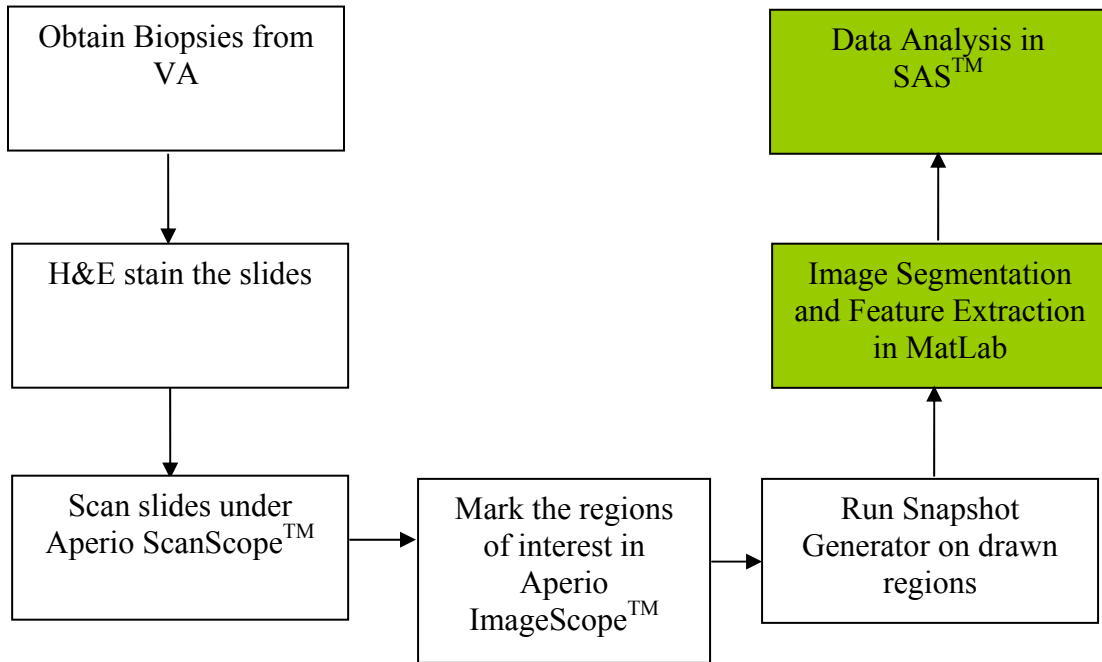 Obtain Biopsies from
VA
H&E stain the slides
Scan slides under
Aperio ScanScope™
Mark the regions
of interest in
Aperio
ImageScope™
Run Snapshot
Generator on drawn
regions
Image Segmentation
and Feature Extraction
in MatLab
Data Analysis in
SAS™